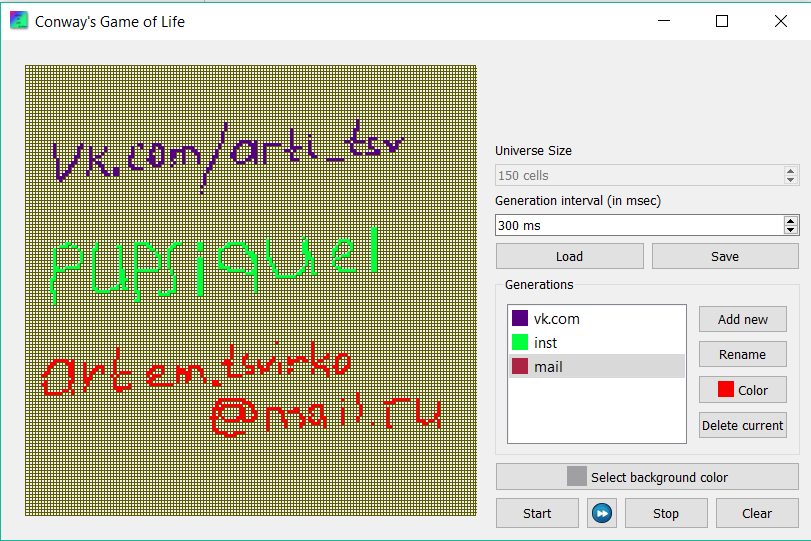 Conway's Game of Life
vk.com/arti_tsv
pupsiquel
artem.tsvirko
@mail.ru
Universe Size
150 cells
Generation interval (in msec)
300 ms
Load
Save
Generations
vk.com
inst
mail
Add new
Rename
Color
Delete current
Select background color
Start
Stop
Clear